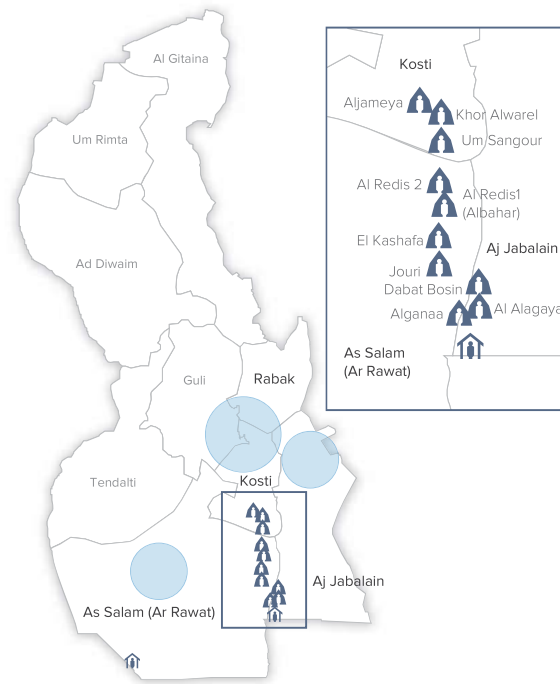 Al Gitaina
Um Rimta
Ad Diwaim
Guli
Rabak
Tendalti
Kosti
Aj Jabalain
As Salam (Ar Rawat)
Kosti
Aljameya
Khor Alwarel
Um Sangour
Al Redis 2
Al Redis1
(Albahar)
El Kashafa
Aj Jabalain
Jouri
Dabat Bosin
Alganaa
Al Alagaya
As Salam
(Ar Rawat)